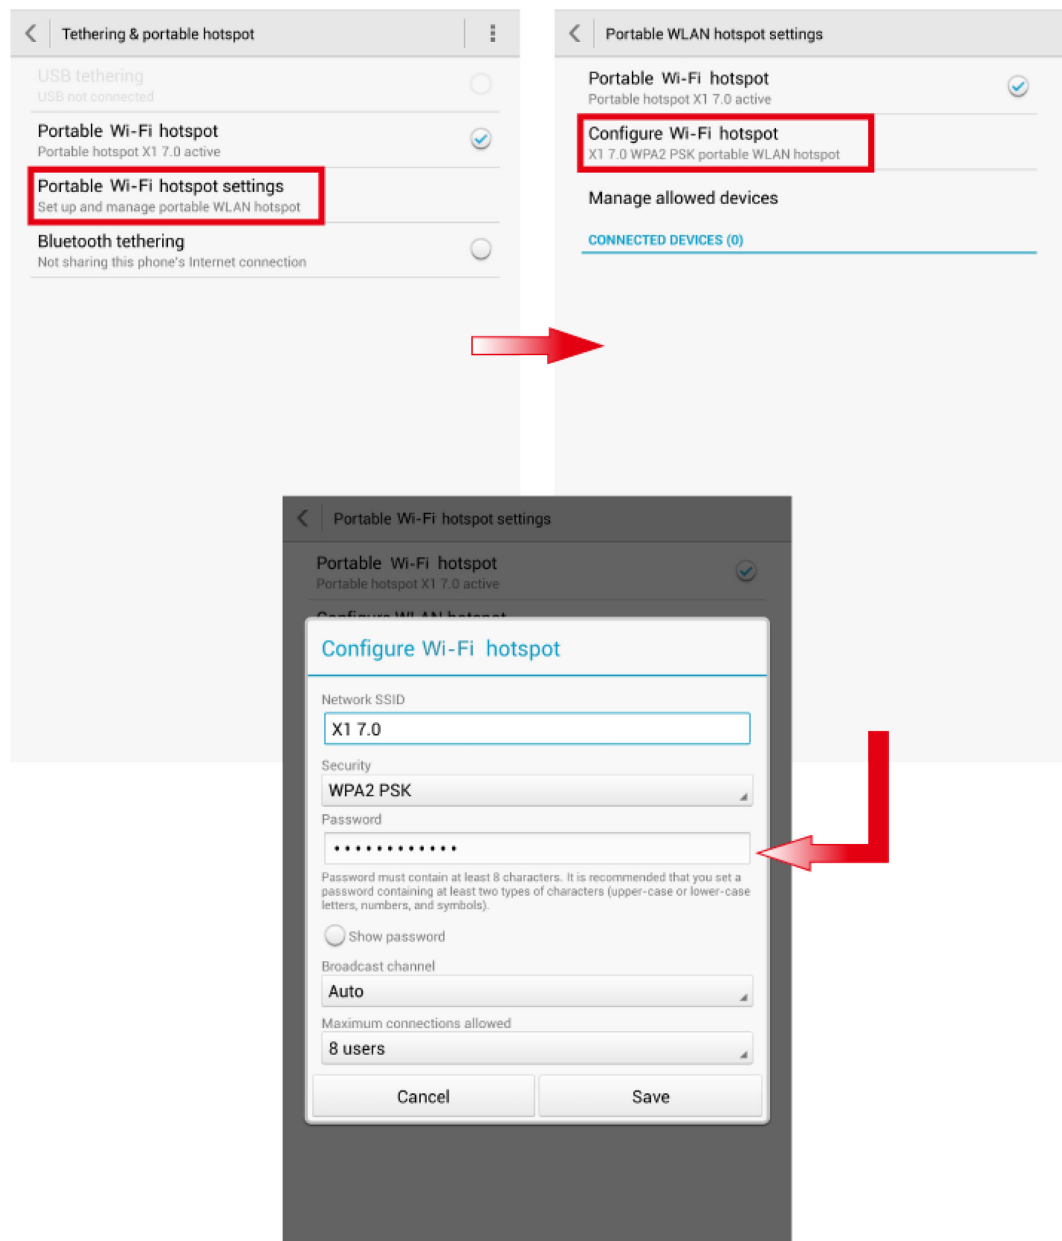 Tethering & portable hotspot
USB tethering
USB not connected
Portable Wi-Fi hotspot
Portable hotspot X1 7.0 active
Portable Wi-Fi hotspot settings
Set up and manage portable WLAN hotspot
Bluetooth tethering
Not sharing this phone's Internet connection
Portable WLAN hotspot settings
Portable Wi-Fi hotspot
Portable hotspot X1 7.0 active
Configure Wi-Fi hotspot
X1 7.0 WPA2 PSK portable WLAN hotspot
Manage allowed devices
CONNECTED DEVICES (0)
Portable Wi-Fi hotspot settings
Portable Wi-Fi hotspot
Portable hotspot X1 7.0 active
Configure WLAN hotspot
Configure Wi-Fi hotspot
Network SSID
X1 7.0
Security
WPA2 PSK
Password
••••••••••••
Password must contain at least 8 characters. It is recommended that you set a
password containing at least two types of characters (upper-case or lower-case
letters, numbers, and symbols).
Show password
Broadcast channel
Auto
Maximum connections allowed
8 users
Cancel
Save